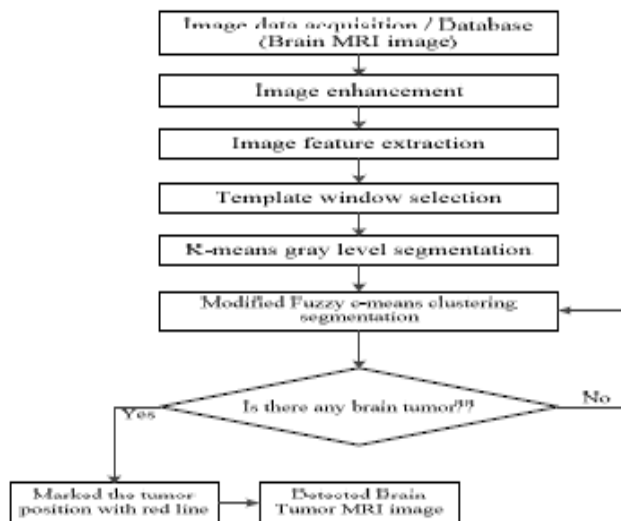 Image data acquisition / Database
(Brain MRI image)
Image enhancement
Image feature extraction
Template window selection
K-means gray level segmentation
Modified Fuzzy c-means clustering
segmentation
Is there any brain tumor??
Yes
No
Marked the tumor
position with red line
Detected Brain
Tumor MRI image